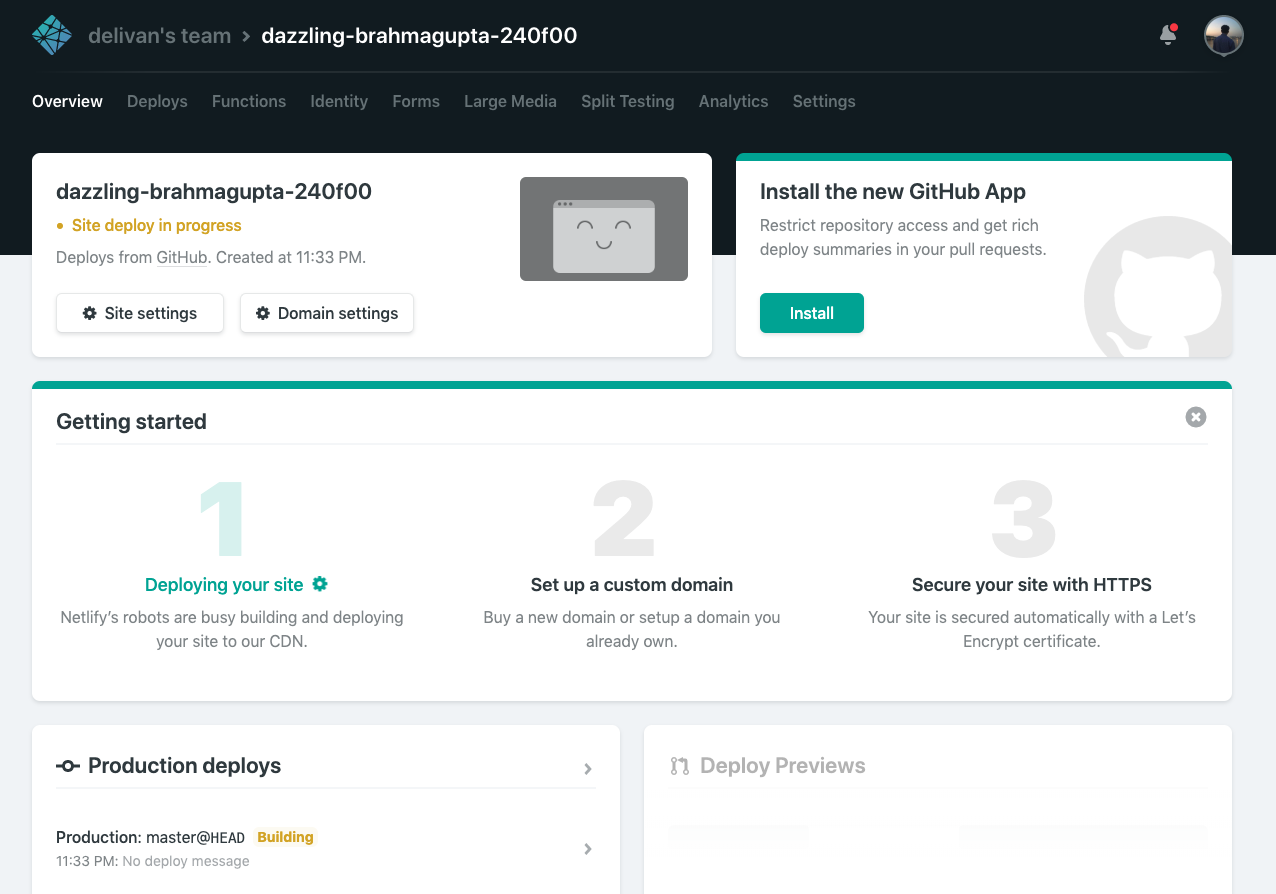 delivan's team > dazzling-brahmagupta-240f00
Overview Deploys Functions Identity Forms Large Media Split Testing Analytics Settings
dazzling-brahmagupta-240f00
Site deploy in progress
Deploys from GitHub. Created at 11:33 PM.
Site settings Domain settings
Install the new GitHub App
Restrict repository access and get rich
deploy summaries in your pull requests.
Install
Getting started
1
Deploying your site
Netlify’s robots are busy building and deploying
your site to our CDN.
2
Set up a custom domain
Buy a new domain or setup a domain you
already own.
3
Secure your site with HTTPS
Your site is secured automatically with a Let’s
Encrypt certificate.
Production deploys
Production: master@HEAD Building
11:33 PM: No deploy message
Deploy Previews